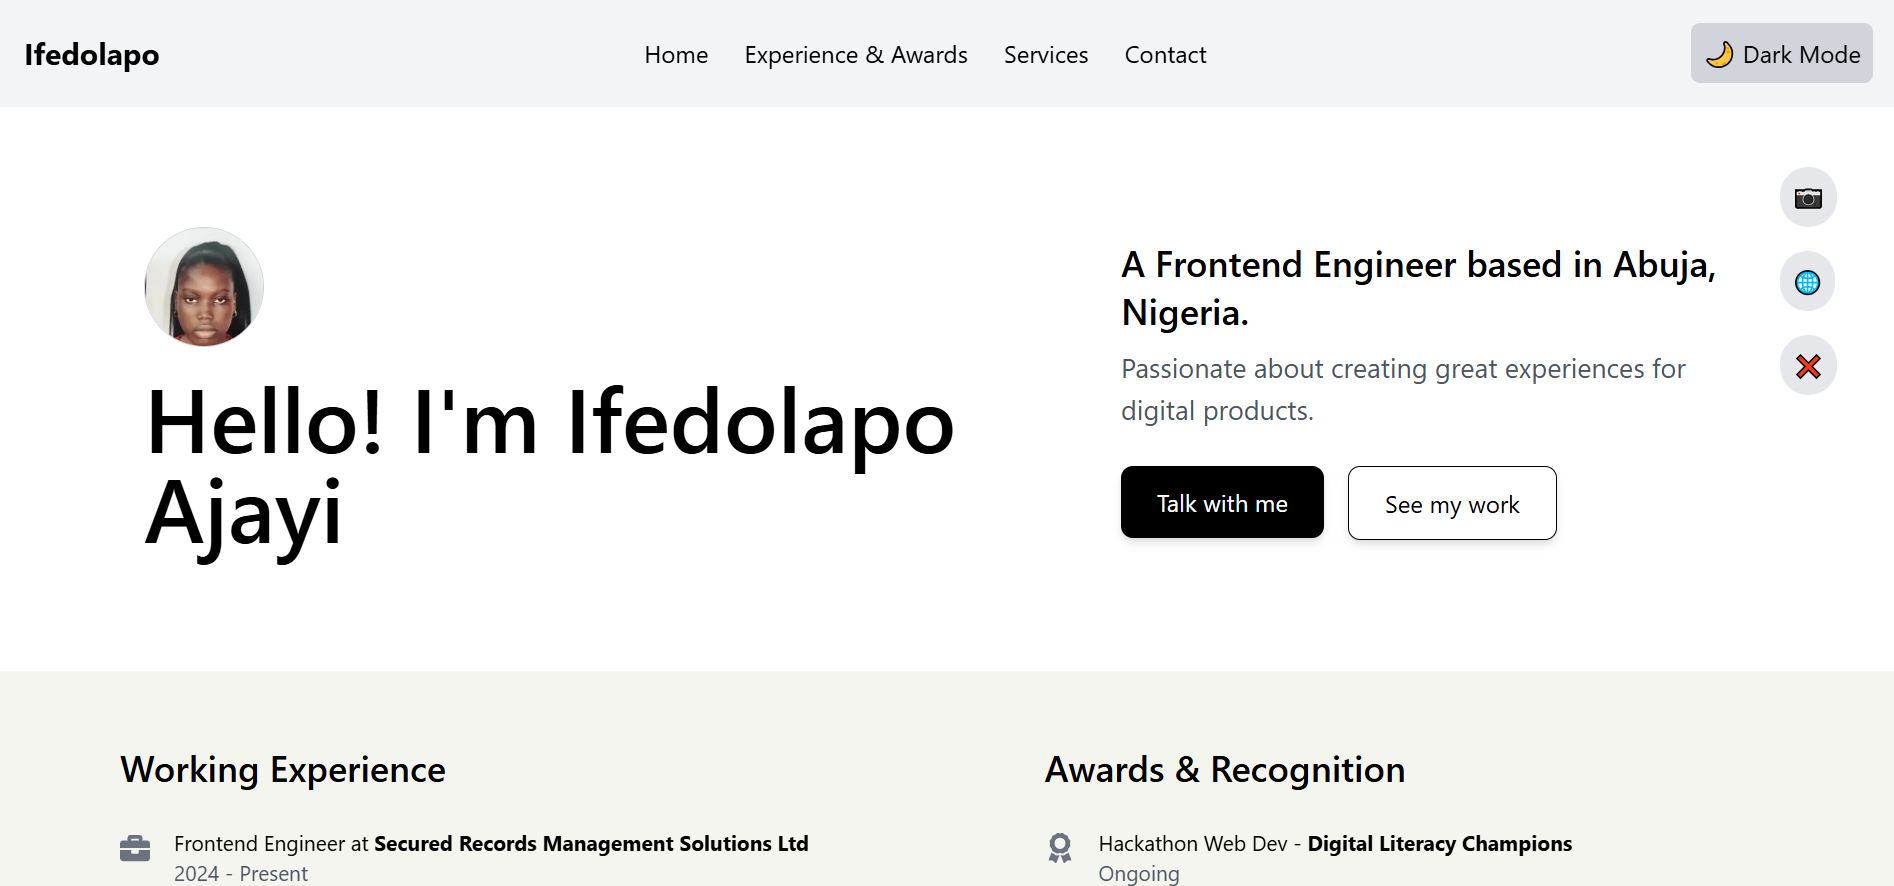 Ifedolapo
Home Experience & Awards Services Contact
🌙 Dark Mode
Hello! I'm Ifedolapo
Ajayi
A Frontend Engineer based in Abuja,
Nigeria.
Passionate about creating great experiences for
digital products.
Talk with me
See my work
Working Experience
Frontend Engineer at Secured Records Management Solutions Ltd
2024 - Present
Awards & Recognition
Hackathon Web Dev - Digital Literacy Champions
Ongoing